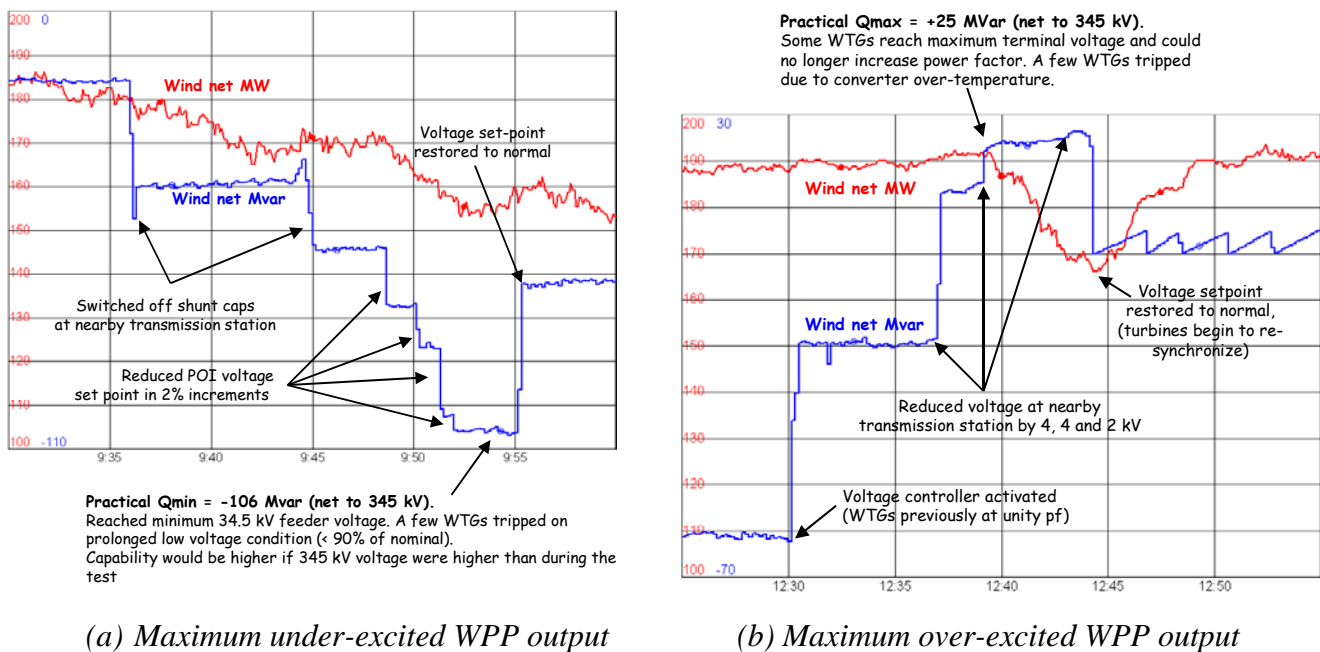 200 0
190
180
170
160
150
140
130
120
110
100 -110
9:35 9:40 9:45 9:50 9:55
Wind net MW
Voltage set-point
restored to normal
Wind net Mvar
Switched off shunt caps
at nearby transmission station
Reduced POI voltage
set point in 2% increments
Practical Qmin = -106 Mvar (net to 345 kV).
Reached minimum 34.5 kV feeder voltage. A few WTGs tripped on
prolonged low voltage condition (< 90% of nominal).
Capability would be higher if 345 kV voltage were higher than during the
test
(a) Maximum under-excited WPP output
Practical Qmax = +25 MVar (net to 345 kV).
Some WTGs reach maximum terminal voltage and could
no longer increase power factor. A few WTGs tripped
due to converter over-temperature.
200 30
190
180
170
160
150
140
130
120
110
100 -70
12:30 12:35 12:40 12:45 12:50
Wind net MW
Wind net Mvar
Voltage setpoint
restored to normal,
(turbines begin to re-
synchronize)
Reduced voltage at nearby
transmission station by 4, 4 and 2 kV
Voltage controller activated
(WTGs previously at unity pf)
(b) Maximum over-excited WPP output